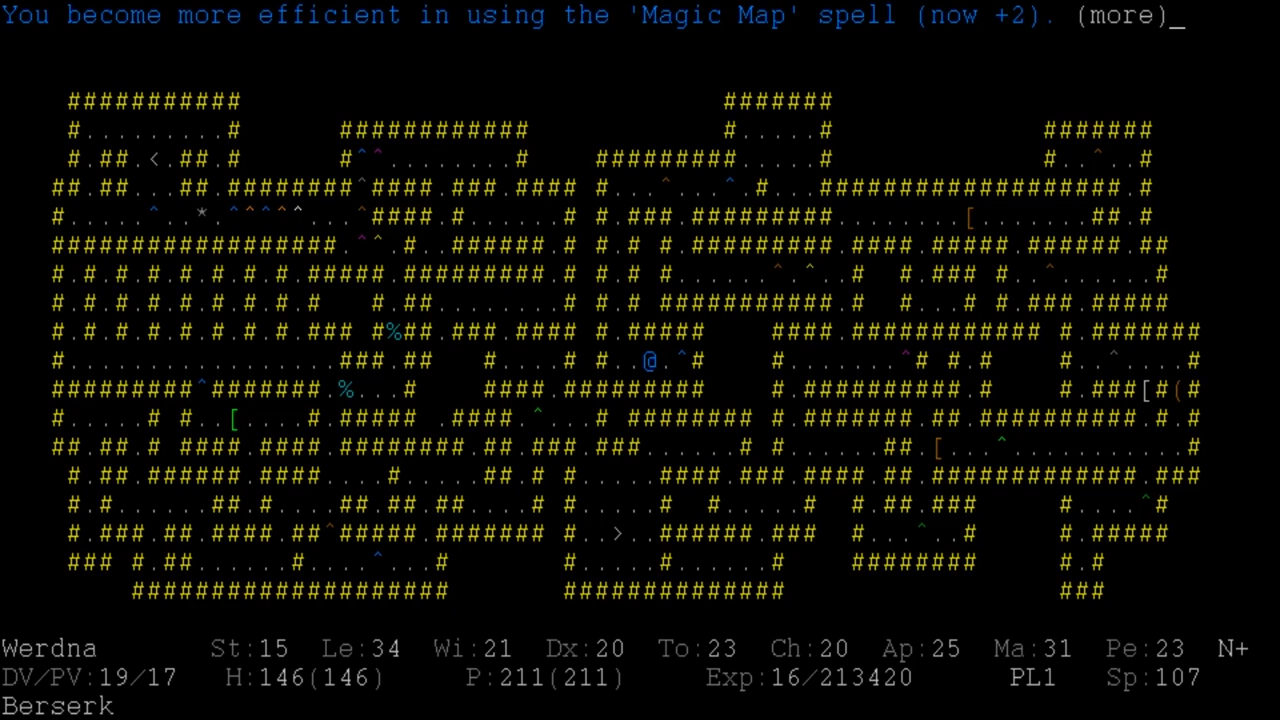 You become more efficient in using the 'Magic Map' spell (now +2). (more)_
Werdna St:15 Le:34 Wi:21 Dx:20 To:23 Ch:20 Ap:25 Ma:31 Pe:23 N+
DV/PV:19/17 H:146(146) P:211(211) Exp:16/213420 PL1 Sp:107
Berserk